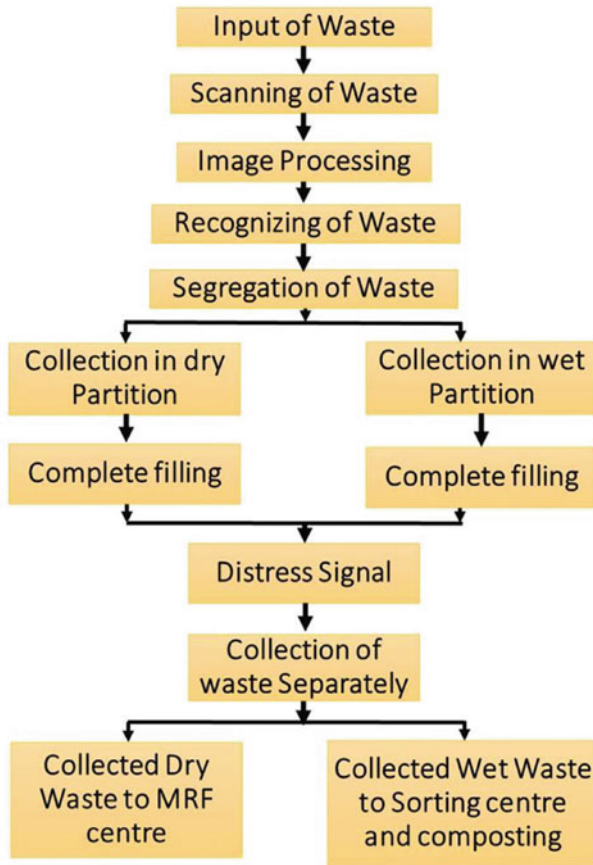 Input of Waste
Scanning of Waste
Image Processing
Recognizing of Waste
Segregation of Waste
Collection in dry
Partition
Collection in wet
Partition
Complete filling
Complete filling
Distress Signal
Collection of
waste Separately
Collected Dry
Waste to MRF
centre
Collected Wet Waste
to Sorting centre
and composting